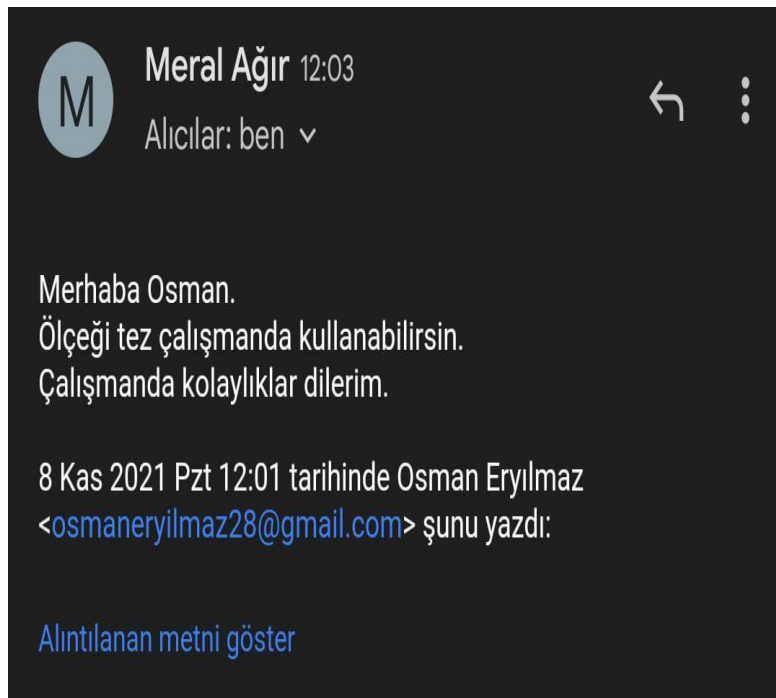 M
Meral Ağır 12:03
Alıcılar: ben
Merhaba Osman.
Ölçeği tez çalışmanda kullanabilirsin.
Çalışmanda kolaylıklar dilerim.
8 Kas 2021 Pzt 12:01 tarihinde Osman Eryılmaz
<osmaneryilmaz28@gmail.com> şunu yazdı:
Alıntılanan metni göster